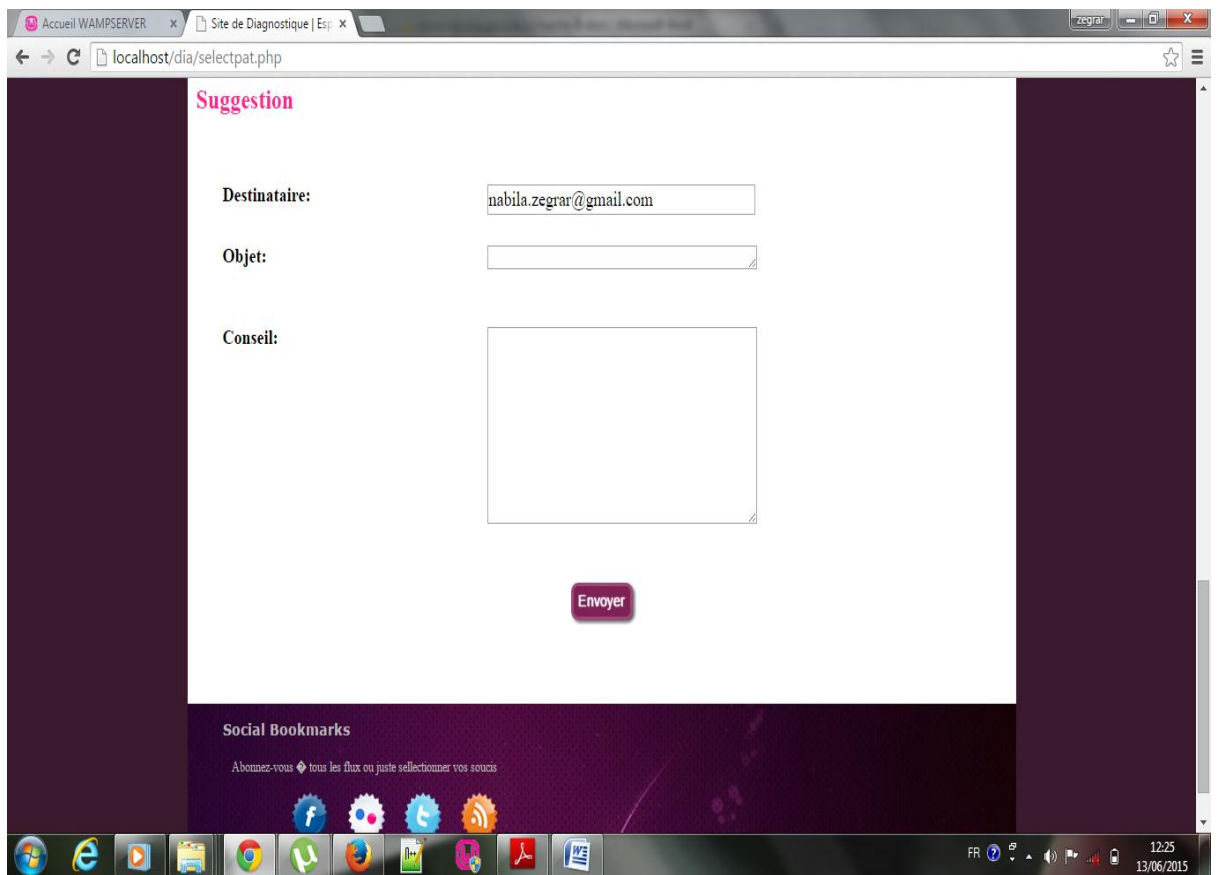 Accueil WAMPSERVER
Site de Diagnostique | Esp
zegrar
localhost/dia/selectpat.php
Suggestion
Destinataire:
nabila.zegrar@gmail.com
Objet:
Conseil:
Envoyer
Social Bookmarks
Abonnez-vous � tous les flux ou juste sellectionner vos soucis
FR
12:25
13/06/2015